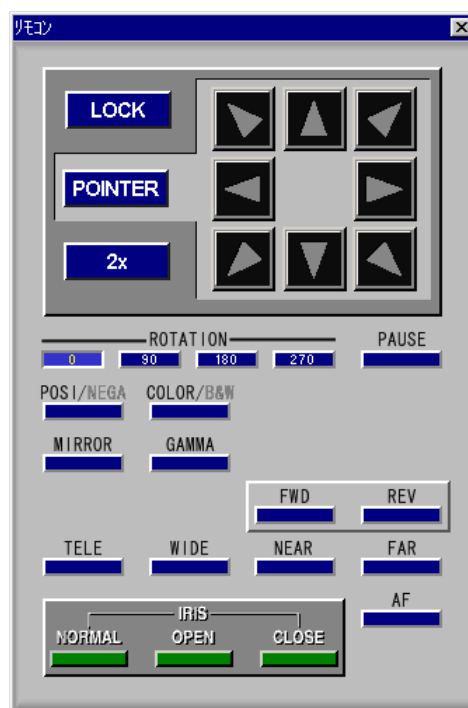 リモコン
LOCK
POINTER
2x
ROTATION PAUSE
0 90 180 270
POSI/NEGA COLOR/B&W
MIRROR GAMMA
FWD REV
TELE WIDE NEAR FAR
AF
IRIS
NORMAL OPEN CLOSE